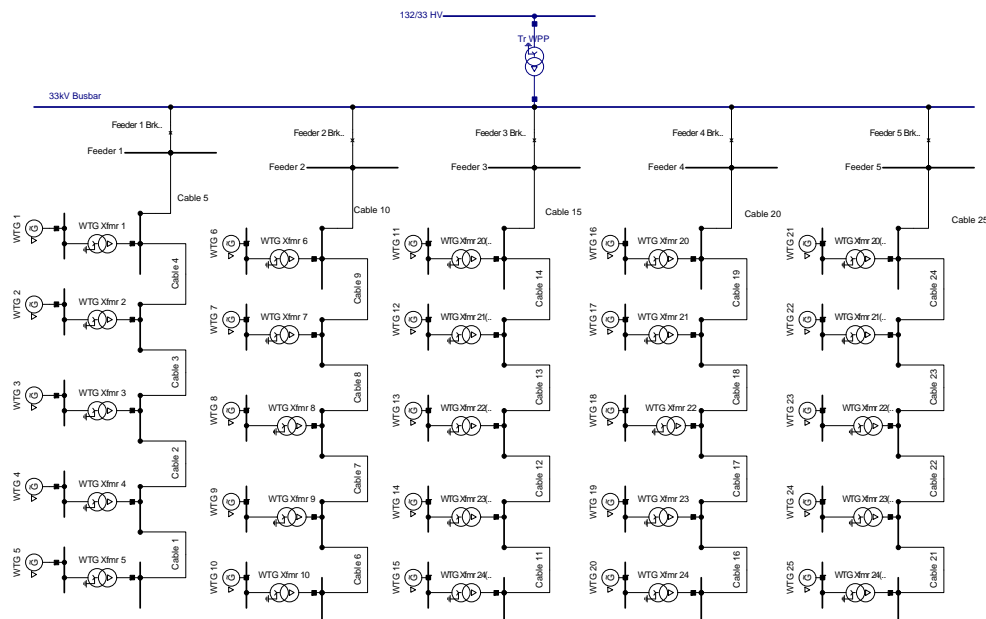 132/33 HV
Tr WPP
33kV Busbar
Feeder 1 Brk..
Feeder 2 Brk..
Feeder 3 Brk..
Feeder 4 Brk..
Feeder 5 Brk..
Feeder 1
Feeder 2
Feeder 3
Feeder 4
Feeder 5
Cable 5
Cable 10
Cable 15
Cable 20
Cable 25
WTG 1
G
WTG Xfmr 1
Cable 4
WTG 2
G
WTG Xfmr 2
Cable 3
WTG 3
G
WTG Xfmr 3
Cable 2
WTG 4
G
WTG Xfmr 4
Cable 1
WTG 5
G
WTG Xfmr 5
WTG 6
G
WTG Xfmr 6
Cable 9
WTG 7
G
WTG Xfmr 7
Cable 8
WTG 8
G
WTG Xfmr 8
Cable 7
WTG 9
G
WTG Xfmr 9
Cable 6
WTG 10
G
WTG Xfmr 10
WTG 11
G
WTG Xfmr 20(..
Cable 14
WTG 12
G
WTG Xfmr 21(..
Cable 13
WTG 13
G
WTG Xfmr 22(..
Cable 12
WTG 14
G
WTG Xfmr 23(..
Cable 11
WTG 15
G
WTG Xfmr 24(..
WTG 16
G
WTG Xfmr 20
Cable 19
WTG 17
G
WTG Xfmr 21
Cable 18
WTG 18
G
WTG Xfmr 22
Cable 17
WTG 19
G
WTG Xfmr 23
Cable 16
WTG 20
G
WTG Xfmr 24
WTG 21
G
WTG Xfmr 20(..
Cable 24
WTG 22
G
WTG Xfmr 21(..
Cable 23
WTG 23
G
WTG Xfmr 22(..
Cable 22
WTG 24
G
WTG Xfmr 23(..
Cable 21
WTG 25
G
WTG Xfmr 24(..